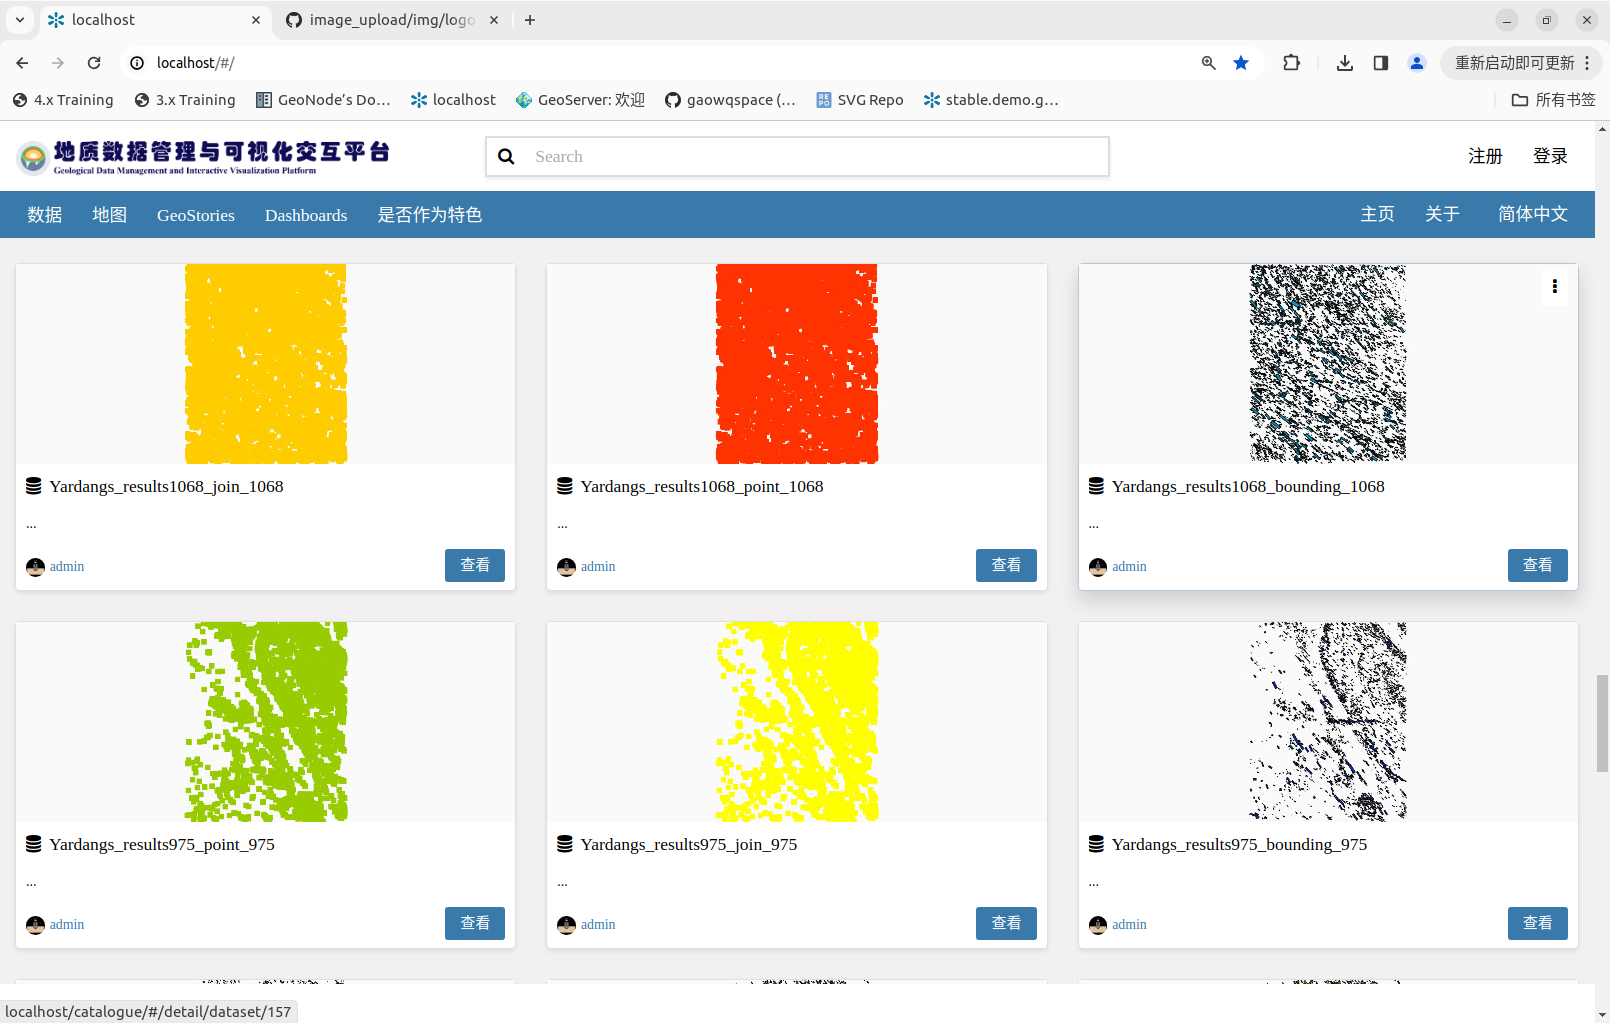 localhost
image_upload/img/logo
localhost/#/
重新启动即可更新
4.x Training
3.x Training
GeoNode's Do...
localhost
GeoServer: 欢迎
gaowqspace (...
SVG Repo
stable.demo.g...
所有书签
地质数据管理与可视化交互平台
Geological Data Management and Interactive Visualization Platform
Search
注册
登录
数据
地图
GeoStories
Dashboards
是否作为特色
主页
关于
简体中文
Yardangs_results1068_join_1068
...
admin
查看
Yardangs_results1068_point_1068
...
admin
查看
Yardangs_results1068_bounding_1068
...
admin
查看
Yardangs_results975_point_975
...
admin
查看
Yardangs_results975_join_975
...
admin
查看
Yardangs_results975_bounding_975
...
admin
查看
localhost/catalogue/#/detail/dataset/157